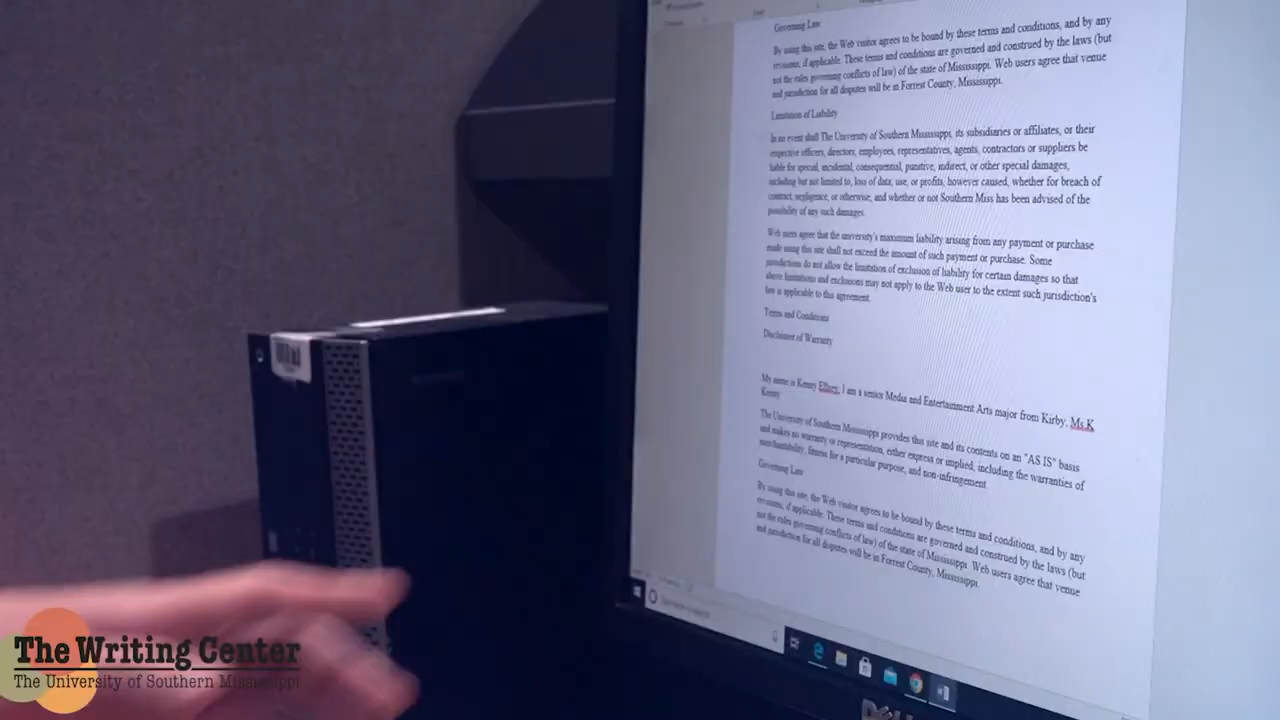 Governing Law
By using this site, the Web visitor agrees to be bound by these terms and conditions, and by any
revisions, if applicable. These terms and conditions are governed and construed by the laws (but
not the rules governing conflicts of law) of the state of Mississippi. Web users agree that venue
and jurisdiction for all disputes will be in Forrest County, Mississippi.
Limitation of Liability
In no event shall The University of Southern Mississippi, its subsidiaries or affiliates, or their
respective officers, directors, employees, representatives, agents, contractors or suppliers be
liable for special, incidental, consequential, punitive, indirect, or other special damages,
including but not limited to, loss of data, use, or profits, however caused, whether for breach of
contract, negligence, or otherwise, and whether or not Southern Miss has been advised of the
possibility of any such damages.
Web users agree that the university's maximum liability arising from any payment or purchase
made using this site shall not exceed the amount of such payment or purchase. Some
jurisdictions do not allow the limitation of exclusion of liability for certain damages so that
above limitations and exclusions may not apply to the Web user to the extent such jurisdiction's
law is applicable to this agreement.
Terms and Conditions
Disclaimer of Warranty
My name is Kenny I am a senior Media and Entertainment Arts major from Kirby, Ms.K
Kenny
The University of Southern Mississippi provides this site and its contents on an "AS IS" basis
and makes no warranty or representation, either express or implied, including the warranties of
merchantability, fitness for a particular purpose, and non-infringement.
Governing Law
By using this site, the Web visitor agrees to be bound by these terms and conditions, and by any
revisions, if applicable. These terms and conditions are governed and construed by the laws (but
not the rules governing conflicts of law) of the state of Mississippi. Web users agree that venue
and jurisdiction for all disputes will be in Forrest County, Mississippi.
DELL
The Writing Center
The University of Southern Mississippi